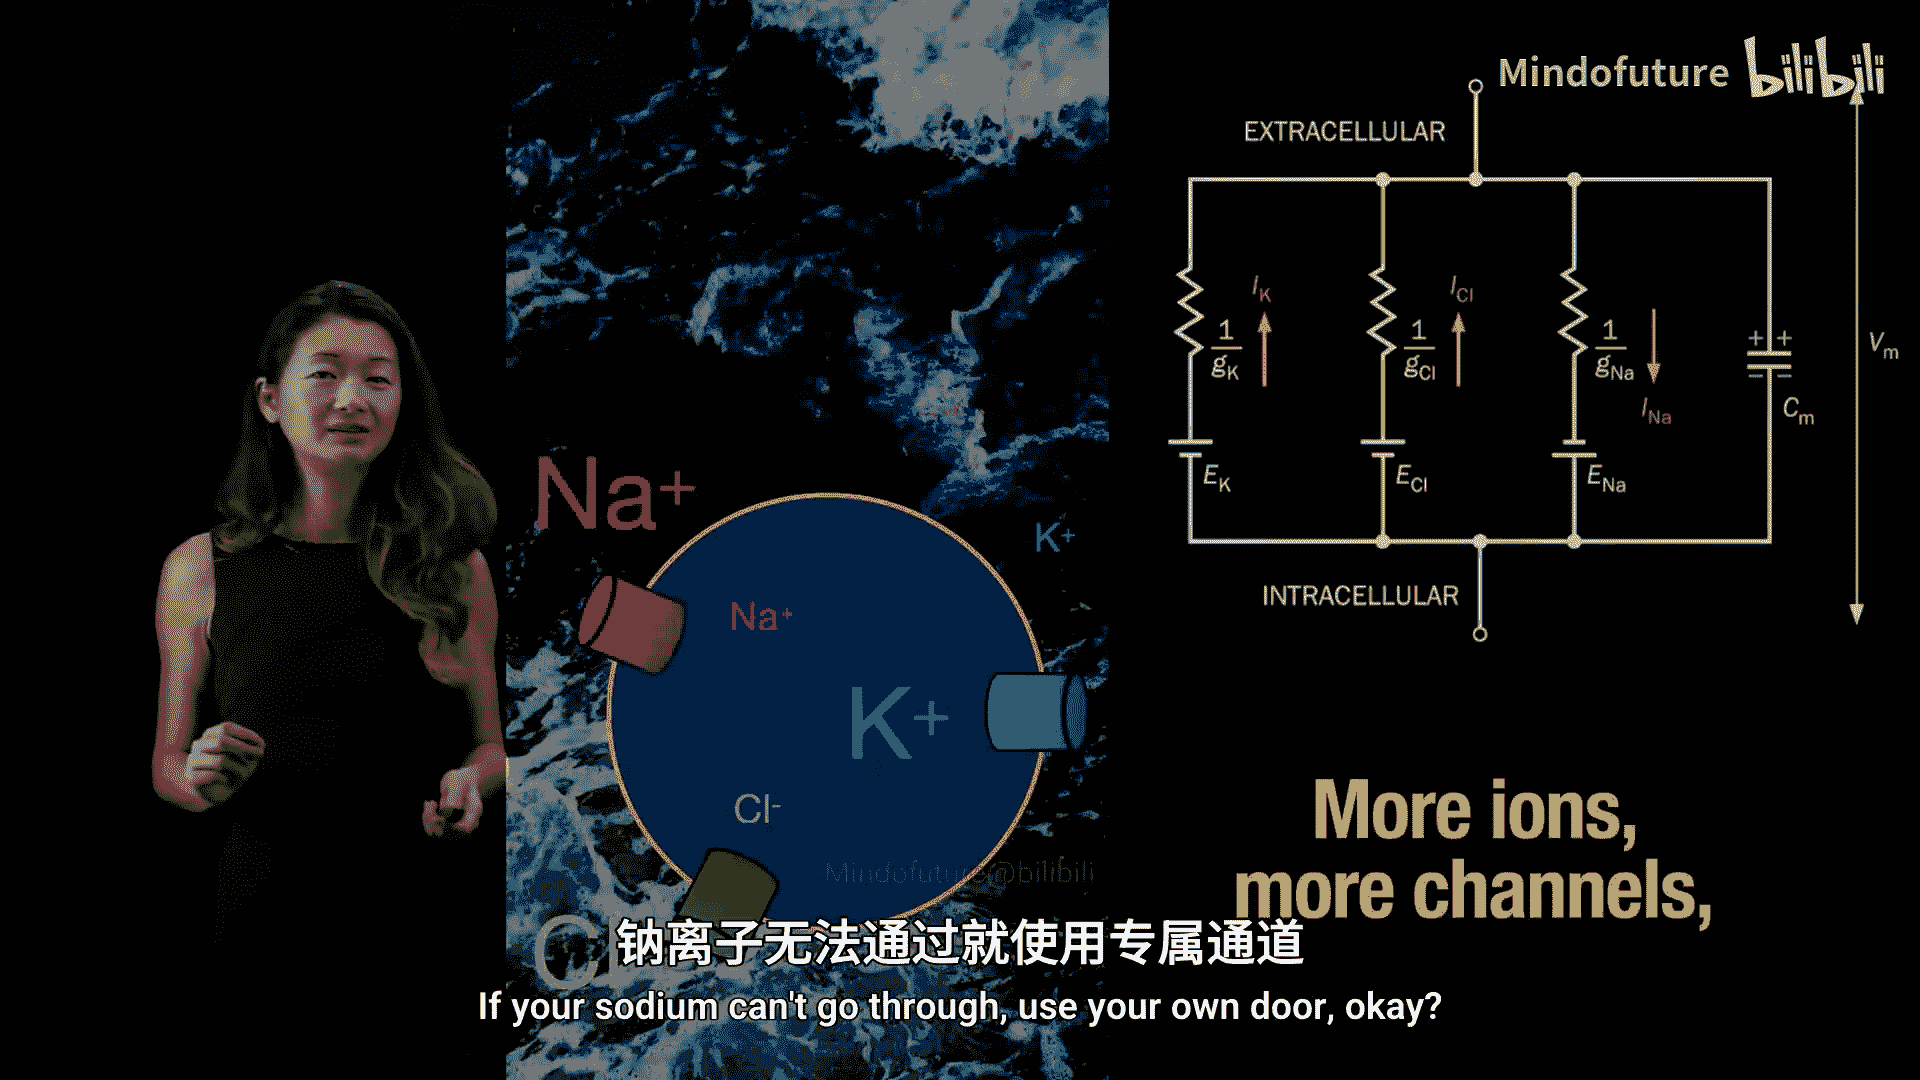 Mindofuture bilibili
EXTRACELLULAR
I_K
I_Cl
1/g_K
1/g_Cl
1/g_Na
I_Na
+ +
− −
C_m
V_m
E_K
E_Cl
E_Na
INTRACELLULAR
Na⁺
K⁺
Na⁺
K⁺
Cl⁻
Mindofuture@bilibili
More ions,
more channels,
钠离子无法通过就使用专属通道
If your sodium can't go through, use your own door, okay?